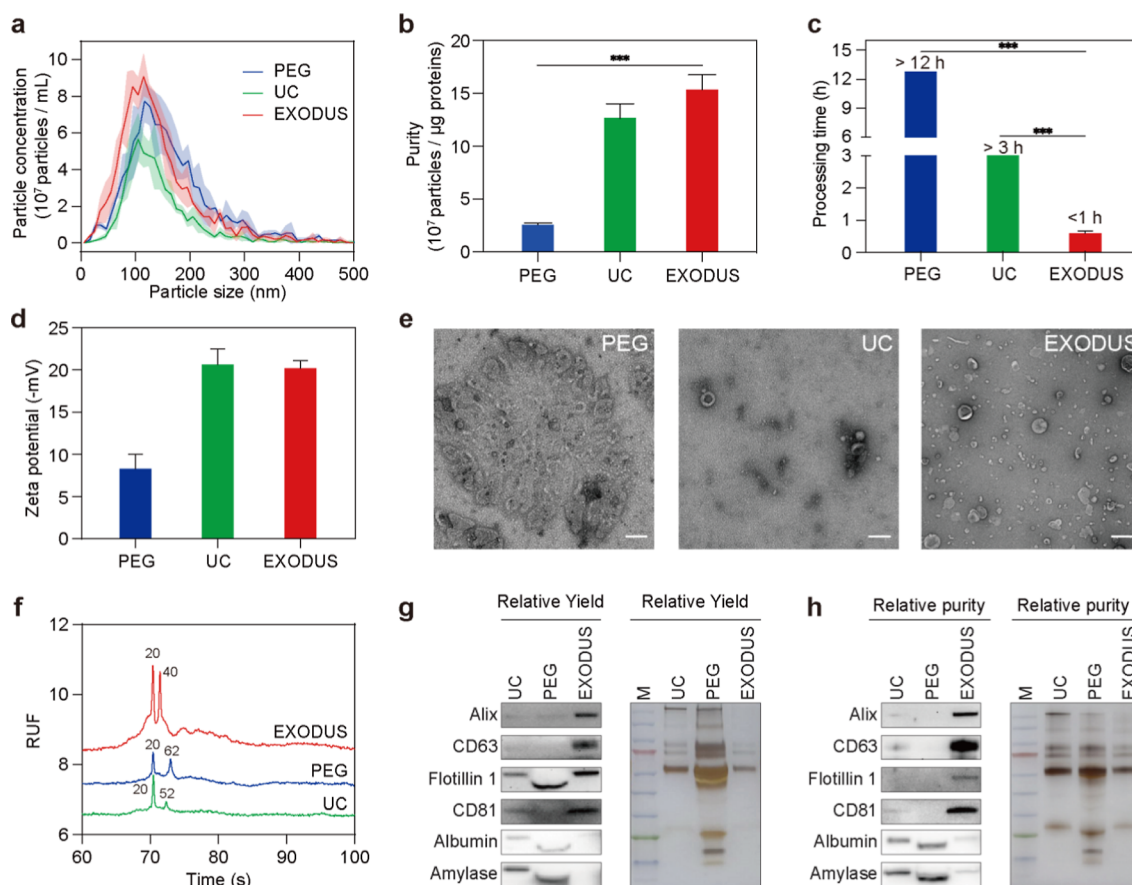 a
10
8
6
4
2
0
Particle concentration
(10⁷ particles / mL)
PEG
UC
EXODUS
0 100 200 300 400 500
Particle size (nm)
b
20
15
10
5
0
Purity
(10⁷ particles / µg proteins)
***
PEG UC EXODUS
c
15
12
9
6
3
2
1
0
Processing time (h)
***
> 12 h
***
> 3 h
<1 h
PEG UC EXODUS
d
25
20
15
10
5
0
Zeta potential (-mV)
PEG UC EXODUS
e
PEG
UC
EXODUS
f
12
10
8
6
RUF
20
40
EXODUS
20
62
PEG
20
52
UC
60 70 80 90 100
Time (s)
g
Relative Yield
UC PEG EXODUS
Alix
CD63
Flotillin 1
CD81
Albumin
Amylase
Relative Yield
M UC PEG EXODUS
h
Relative purity
UC PEG EXODUS
Alix
CD63
Flotillin 1
CD81
Albumin
Amylase
Relative purity
M UC PEG EXODUS